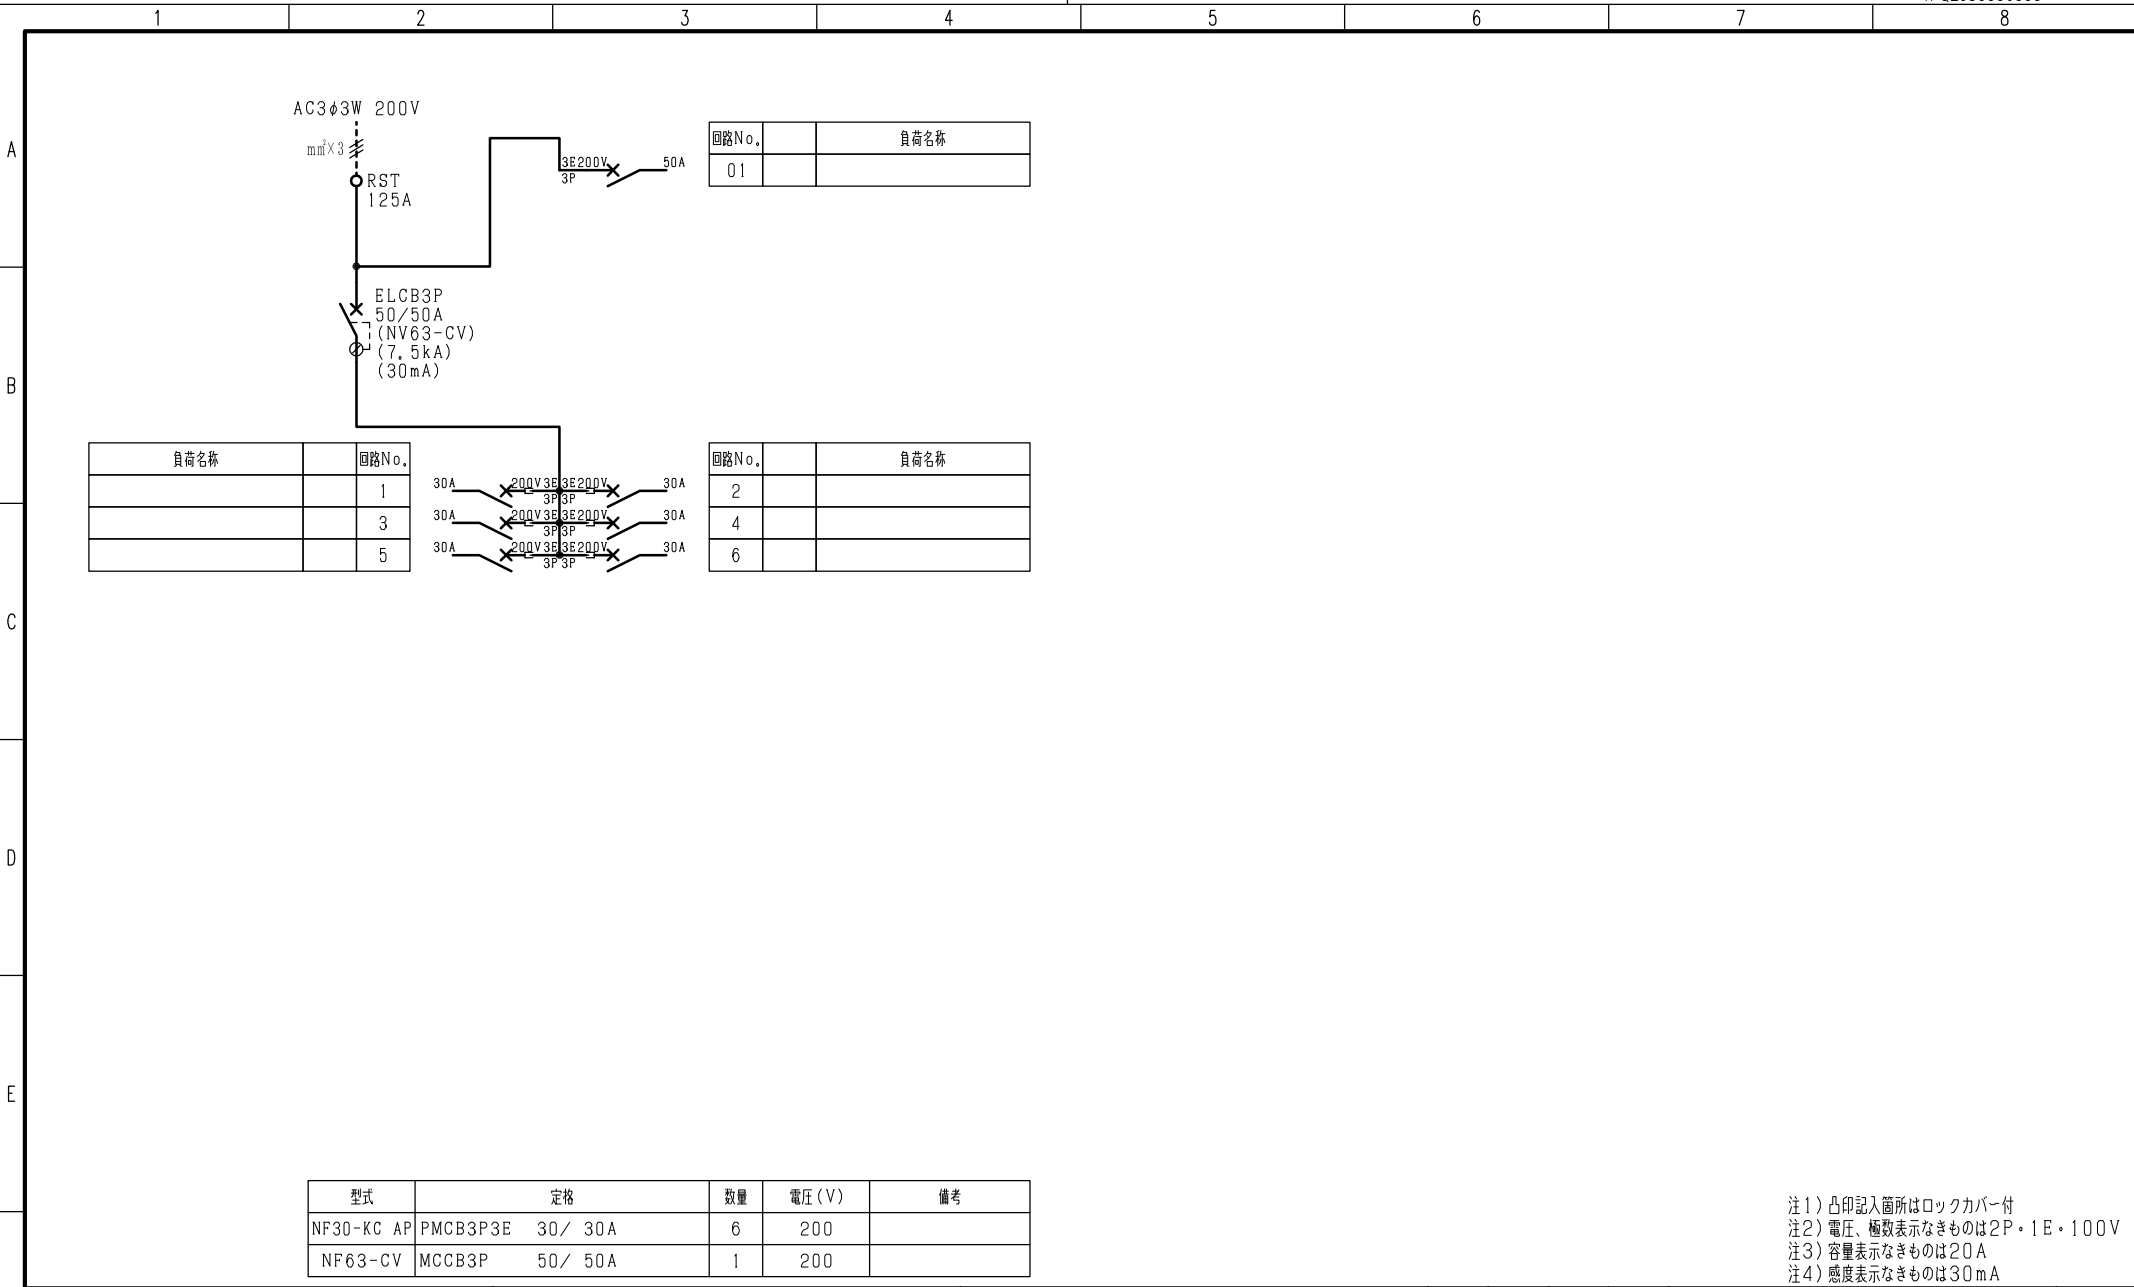 1 2 3 4 5 6 7 8
A
B
C
D
E
AC3φ3W 200V
mm²×3
RST
125A
3E200V 50A
3P
回路No. 負荷名称
01
ELCB3P
50/50A
(NV63-CV)
(7.5kA)
(30mA)
負荷名称 回路No.
1
3
5
30A 200V3E 3E200V 30A
3P 3P
30A 200V3E 3E200V 30A
3P 3P
30A 200V3E 3E200V 30A
3P 3P
回路No. 負荷名称
2
4
6
型式 定格 数量 電圧(V) 備考
NF30-KC AP PMCB3P3E 30/ 30A 6 200
NF63-CV MCCB3P 50/ 50A 1 200
注1)凸印記入箇所はロックカバー付
注2)電圧、極数表示なきものは2P・1E・100V
注3)容量表示なきものは20A
注4)感度表示なきものは30mA